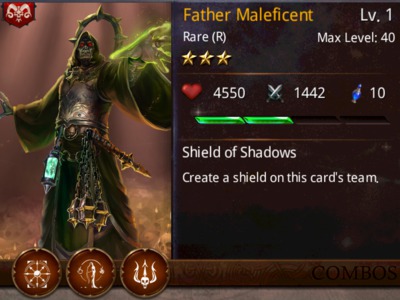 Father Maleficent Lv. 1
Rare (R) Max Level: 40
4550 1442 10
Shield of Shadows
Create a shield on this card's team.
COMBOS